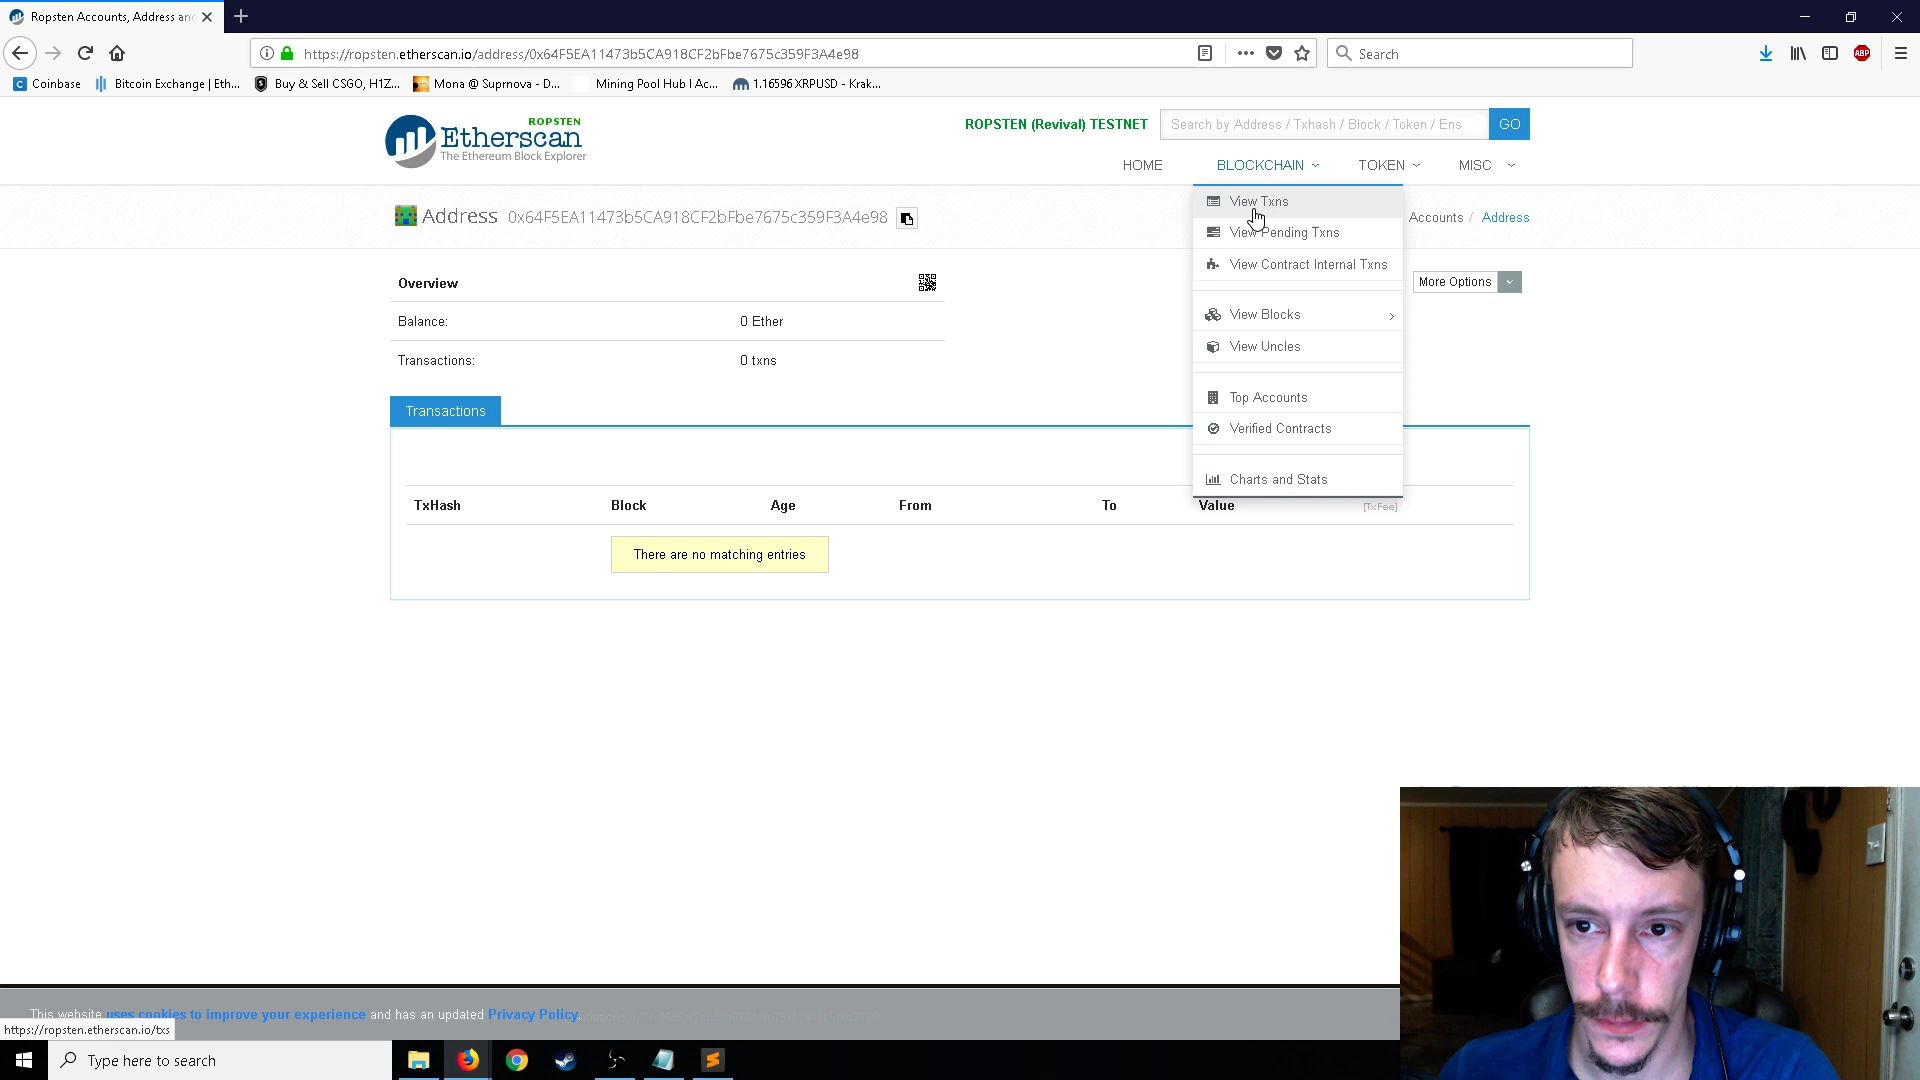 Ropsten Accounts, Address an
https://ropsten.etherscan.io/address/0x64F5EA11473b5CA918CF2bFbe7675c359F3A4e98
Search
ABP
Coinbase
Bitcoin Exchange | Eth...
Buy & Sell CSGO, H1Z...
Mona @ Suprnova - D...
Mining Pool Hub | Ac...
1.16596 XRPUSD - Krak...
ROPSTEN
Etherscan
The Ethereum Block Explorer
ROPSTEN (Revival) TESTNET
Search by Address / Txhash / Block / Token / Ens
GO
HOME
BLOCKCHAIN
TOKEN
MISC
Address 0x64F5EA11473b5CA918CF2bFbe7675c359F3A4e98
Accounts / Address
View Txns
View Pending Txns
View Contract Internal Txns
View Blocks
View Uncles
Top Accounts
Verified Contracts
Charts and Stats
Overview
More Options
Balance: 0 Ether
Transactions: 0 txns
Transactions
TxHash Block Age From To Value [TxFee]
There are no matching entries
This website uses cookies to improve your experience and has an updated Privacy Policy.
https://ropsten.etherscan.io/txs
Type here to search